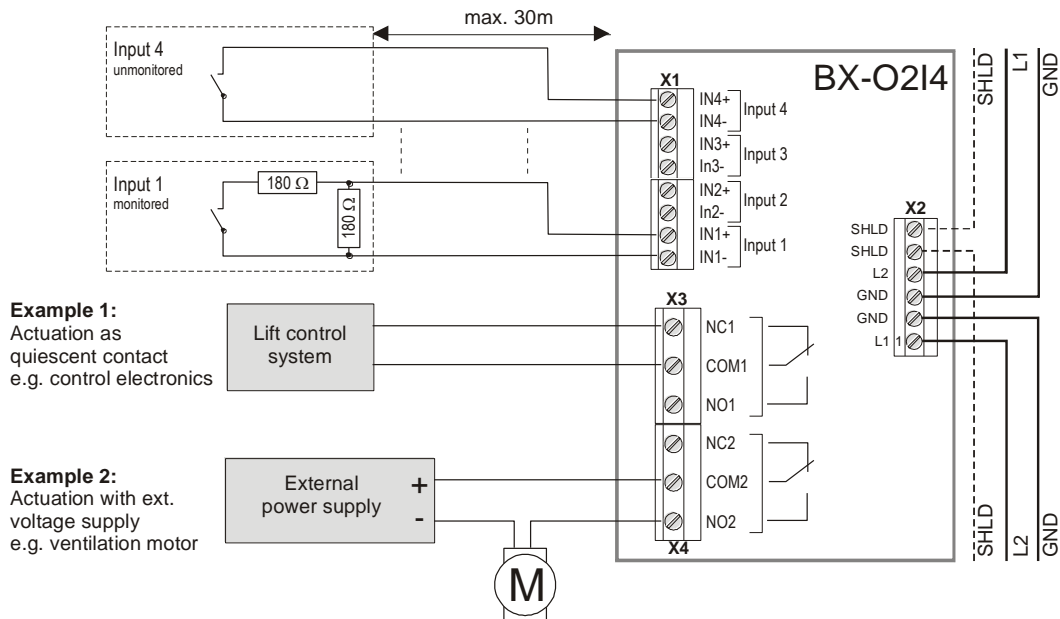 max. 30m
Input 4
unmonitored
Input 1
monitored
180 Ω
180 Ω
BX-O2I4
X1
IN4+
IN4-
Input 4
IN3+
In3-
Input 3
IN2+
In2-
Input 2
IN1+
IN1-
Input 1
SHLD
L1
GND
X2
SHLD
SHLD
L2
GND
GND
L1 1
SHLD
L2
GND
Example 1:
Actuation as
quiescent contact
e.g. control electronics
Lift control
system
X3
NC1
COM1
NO1
Example 2:
Actuation with ext.
voltage supply
e.g. ventilation motor
External
power supply
+
-
M
NC2
COM2
NO2
X4